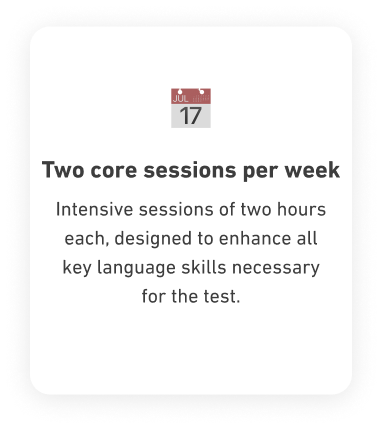 JUL
17
Two core sessions per week
Intensive sessions of two hours
each, designed to enhance all
key language skills necessary
for the test.